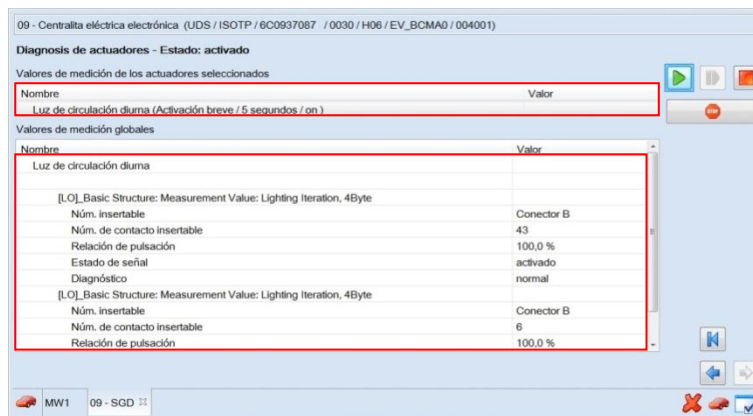 09 - Centralita eléctrica electrónica (UDS / ISOTP / 6C0937087 / 0030 / H06 / EV_BCMA0 / 004001)
Diagnosis de actuadores - Estado: activado
Valores de medición de los actuadores seleccionados
Nombre Valor
Luz de circulación diurna (Activación breve / 5 segundos / on )
STOP
Valores de medición globales
Nombre Valor
Luz de circulación diurna
[LO]_Basic Structure: Measurement Value: Lighting Iteration, 4Byte
Núm. insertable Conector B
Núm. de contacto insertable 43
Relación de pulsación 100,0 %
Estado de señal activado
Diagnóstico normal
[LO]_Basic Structure: Measurement Value: Lighting Iteration, 4Byte
Núm. insertable Conector B
Núm. de contacto insertable 6
Relación de pulsación 100,0 %
MW1 09 - SGD